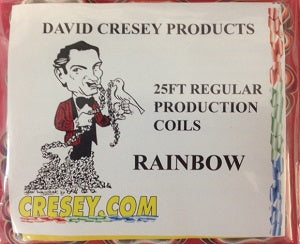 DAVID CRESEY PRODUCTS
25FT REGULAR
PRODUCTION
COILS
RAINBOW
CRESEY.COM